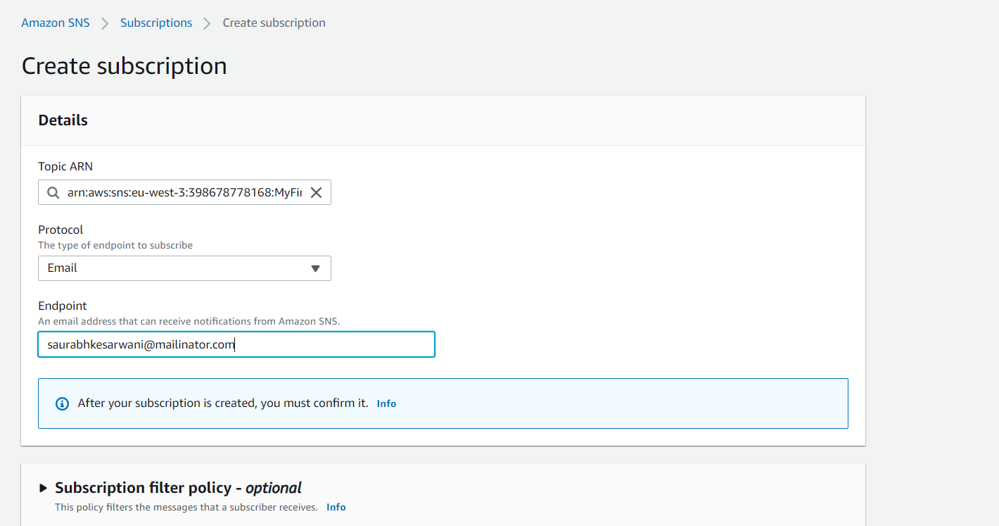 Amazon SNS > Subscriptions > Create subscription
Create subscription
Details
Topic ARN
arn:aws:sns:eu-west-3:398678778168:MyFir
Protocol
The type of endpoint to subscribe
Email
Endpoint
An email address that can receive notifications from Amazon SNS.
saurabhkesarwani@mailinator.com
After your subscription is created, you must confirm it. Info
Subscription filter policy - optional
This policy filters the messages that a subscriber receives. Info